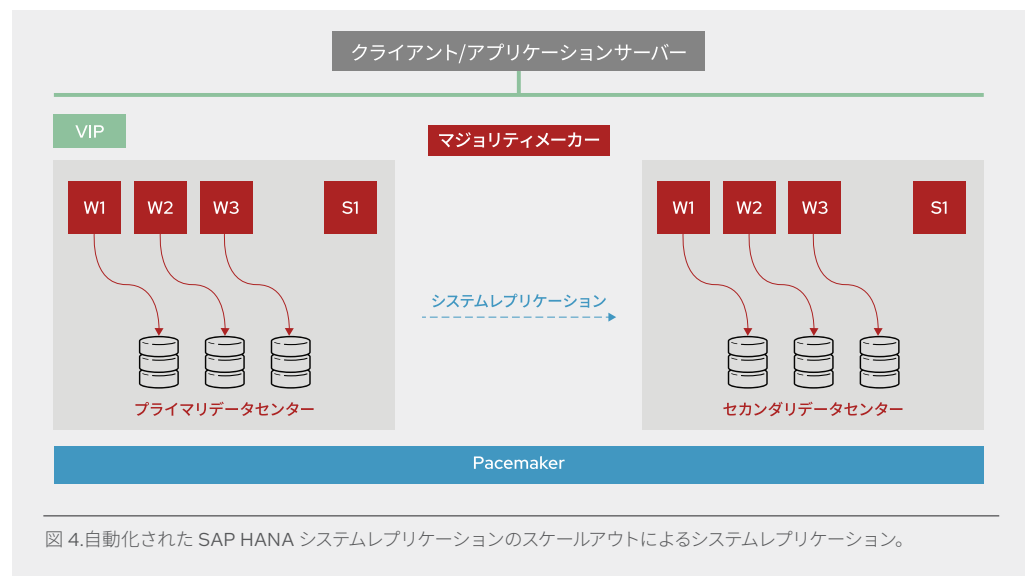 クライアント/アプリケーションサーバー
VIP
マジョリティメーカー
W1 W2 W3 S1
W1 W2 W3 S1
システムレプリケーション
プライマリデータセンター
セカンダリデータセンター
Pacemaker
図 4.自動化された SAP HANA システムレプリケーションのスケールアウトによるシステムレプリケーション。